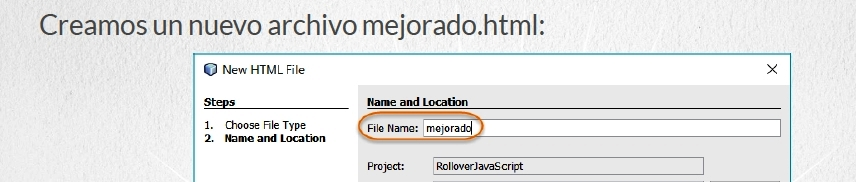 Creamos un nuevo archivo mejorado.html:
New HTML File
Steps
Name and Location
1. Choose File Type
2. Name and Location
File Name: mejorado
Project: RolloverJavaScript